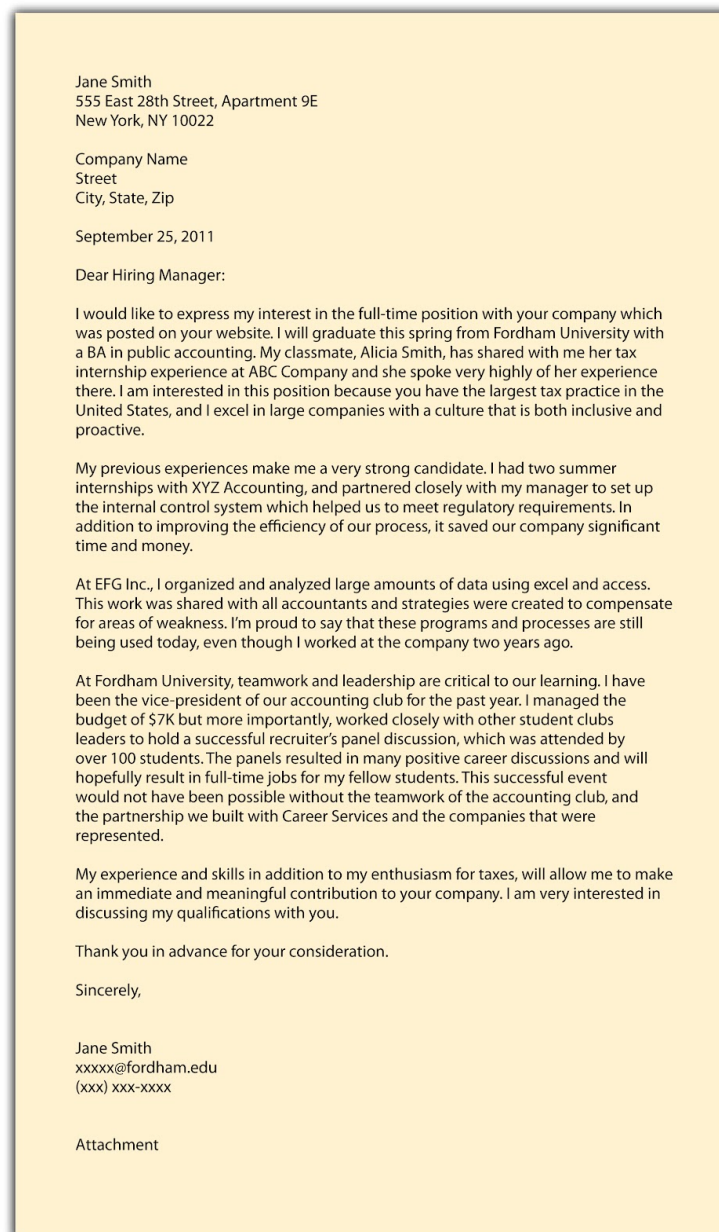 Jane Smith
555 East 28th Street, Apartment 9E
New York, NY 10022
Company Name
Street
City, State, Zip
September 25, 2011
Dear Hiring Manager:
I would like to express my interest in the full-time position with your company which
was posted on your website. I will graduate this spring from Fordham University with
a BA in public accounting. My classmate, Alicia Smith, has shared with me her tax
internship experience at ABC Company and she spoke very highly of her experience
there. I am interested in this position because you have the largest tax practice in the
United States, and I excel in large companies with a culture that is both inclusive and
proactive.
My previous experiences make me a very strong candidate. I had two summer
internships with XYZ Accounting, and partnered closely with my manager to set up
the internal control system which helped us to meet regulatory requirements. In
addition to improving the efficiency of our process, it saved our company significant
time and money.
At EFG Inc., I organized and analyzed large amounts of data using excel and access.
This work was shared with all accountants and strategies were created to compensate
for areas of weakness. I'm proud to say that these programs and processes are still
being used today, even though I worked at the company two years ago.
At Fordham University, teamwork and leadership are critical to our learning. I have
been the vice-president of our accounting club for the past year. I managed the
budget of $7K but more importantly, worked closely with other student clubs
leaders to hold a successful recruiter's panel discussion, which was attended by
over 100 students. The panels resulted in many positive career discussions and will
hopefully result in full-time jobs for my fellow students. This successful event
would not have been possible without the teamwork of the accounting club, and
the partnership we built with Career Services and the companies that were
represented.
My experience and skills in addition to my enthusiasm for taxes, will allow me to make
an immediate and meaningful contribution to your company. I am very interested in
discussing my qualifications with you.
Thank you in advance for your consideration.
Sincerely,
Jane Smith
xxxxx@fordham.edu
(xxx) xxx-xxxx
Attachment